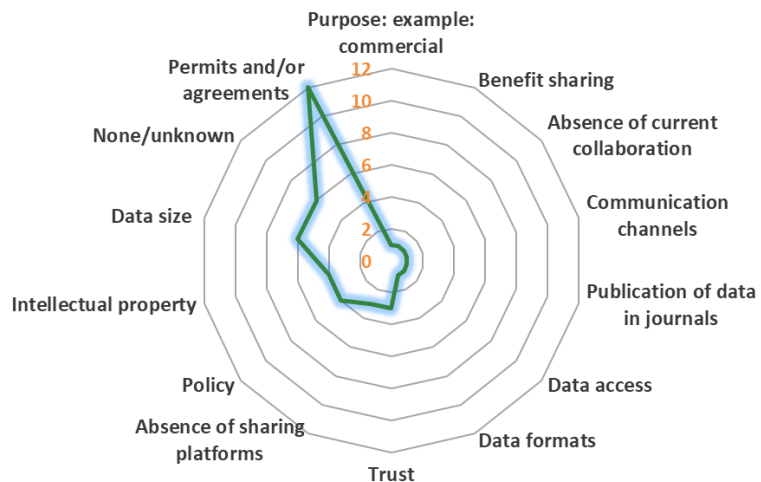 Purpose: example:
commercial
Benefit sharing
Absence of current
collaboration
Communication
channels
Publication of data
in journals
Data access
Data formats
Trust
Absence of sharing
platforms
Policy
Intellectual property
Data size
None/unknown
Permits and/or
agreements
12
10
8
6
4
2
0